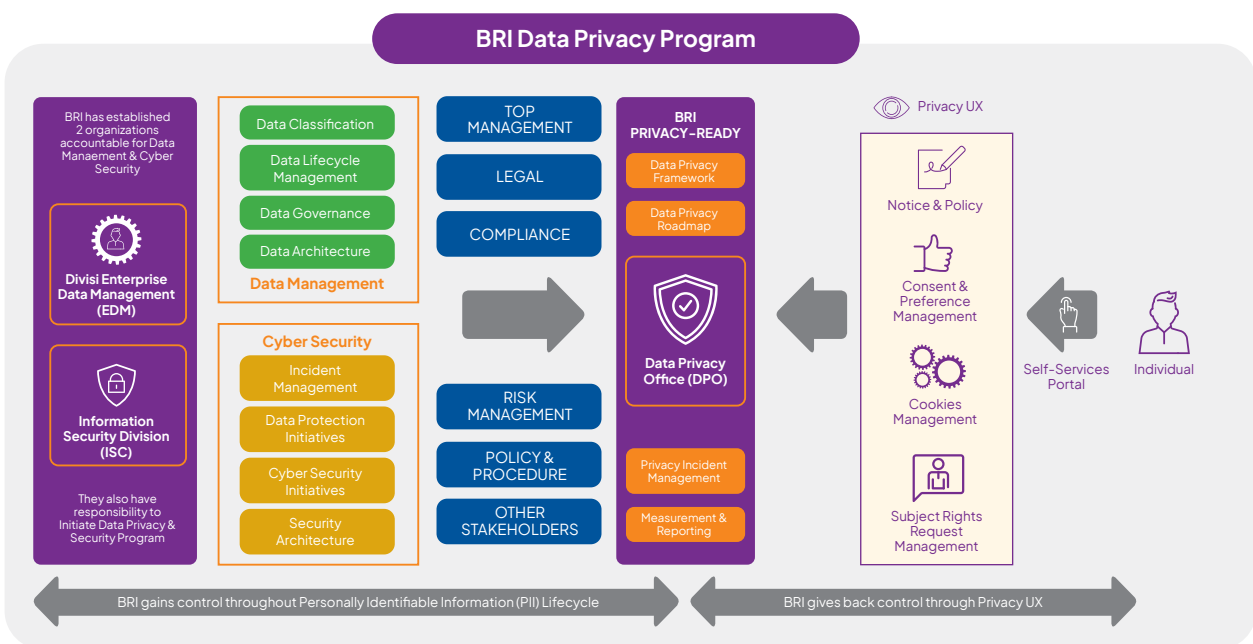 BRI Data Privacy Program
BRI has established
2 organizations
accountable for Data
Manaement & Cyber
Security
Divisi Enterprise
Data Management
(EDM)
Information
Security Division
(ISC)
They also have
responsibility to
Initiate Data Privacy &
Security Program
Data Classification
Data Lifecycle
Management
Data Governance
Data Architecture
Data Management
Cyber Security
Incident
Management
Data Protection
Initiatives
Cyber Security
Initiatives
Security
Architecture
TOP
MANAGEMENT
LEGAL
COMPLIANCE
RISK
MANAGEMENT
POLICY &
PROCEDURE
OTHER
STAKEHOLDERS
BRI
PRIVACY-READY
Data Privacy
Framework
Data Privacy
Roadmap
Data Privacy
Office (DPO)
Privacy Incident
Management
Measurement &
Reporting
Privacy UX
Notice & Policy
Consent &
Preference
Management
Cookies
Management
Subject Rights
Request
Management
Self-Services
Portal
Individual
BRI gains control throughout Personally Identifiable Information (PII) Lifecycle
BRI gives back control through Privacy UX